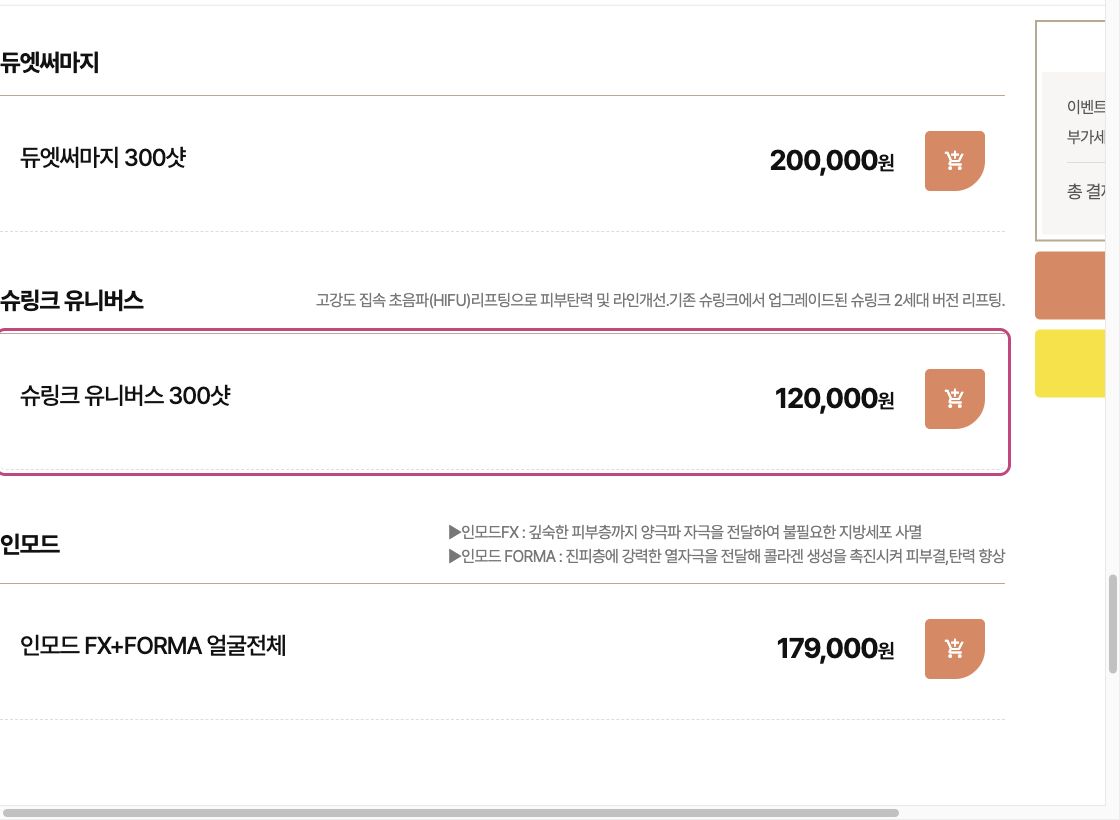 듀엣써마지
듀엣써마지 300샷
200,000원
이벤트
총 결
슈링크 유니버스
고강도 집속 초음파(HIFU)리프팅으로 피부탄력 및 라인개선.기존 슈링크에서 업그레이드된 슈링크 2세대 버전 리프팅.
슈링크 유니버스 300샷
120,000원
인모드
▶인모드FX : 깊숙한 피부층까지 양극파 자극을 전달하여 불필요한 지방세포 사멸
▶인모드 FORMA : 진피층에 강력한 열자극을 전달해 콜라겐 생성을 촉진시켜 피부결,탄력 향상
인모드 FX+FORMA 얼굴전체
179,000원